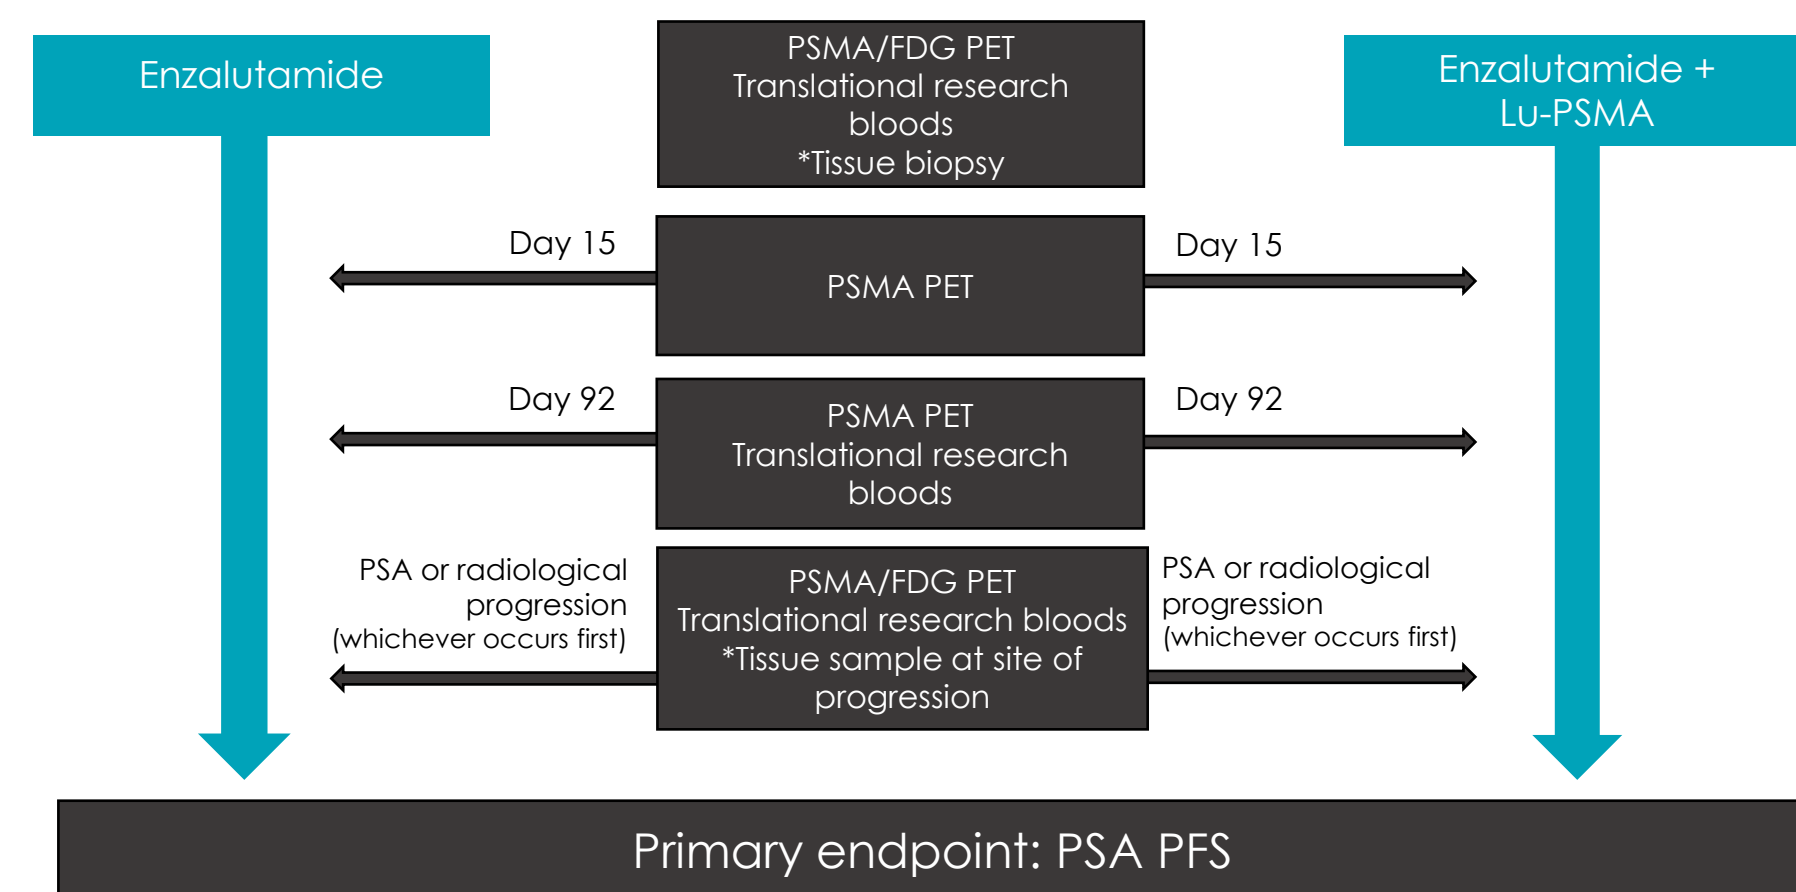 Enzalutamide
PSMA/FDG PET
Translational research
bloods
*Tissue biopsy
Enzalutamide +
Lu-PSMA
Day 15
PSMA PET
Day 15
Day 92
PSMA PET
Translational research
bloods
Day 92
PSA or radiological
progression
(whichever occurs first)
PSMA/FDG PET
Translational research bloods
*Tissue sample at site of
progression
PSA or radiological
progression
(whichever occurs first)
Primary endpoint: PSA PFS